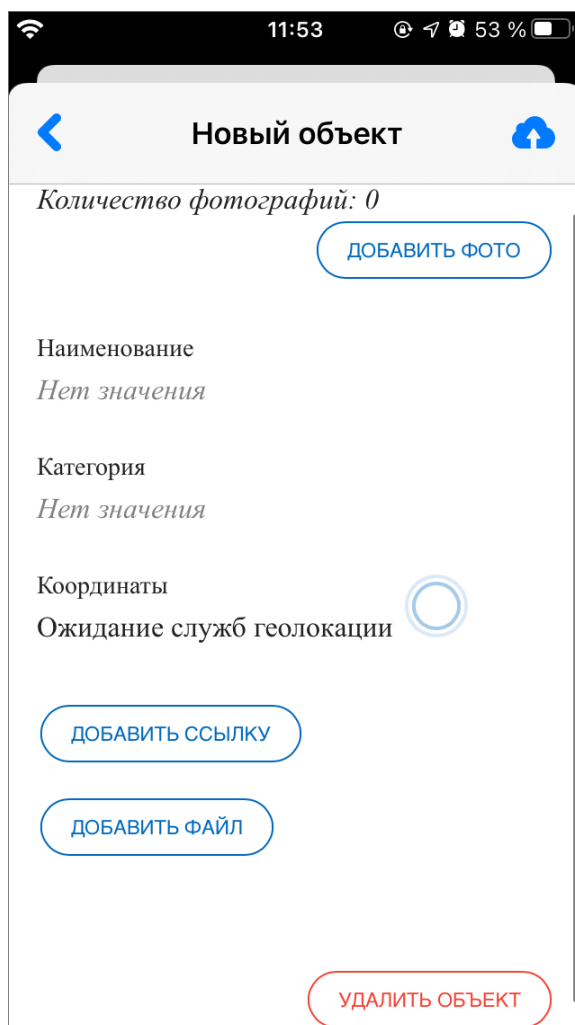 11:53 53 %
Новый объект
Количество фотографий: 0
ДОБАВИТЬ ФОТО
Наименование
Нет значения
Категория
Нет значения
Координаты
Ожидание служб геолокации
ДОБАВИТЬ ССЫЛКУ
ДОБАВИТЬ ФАЙЛ
УДАЛИТЬ ОБЪЕКТ